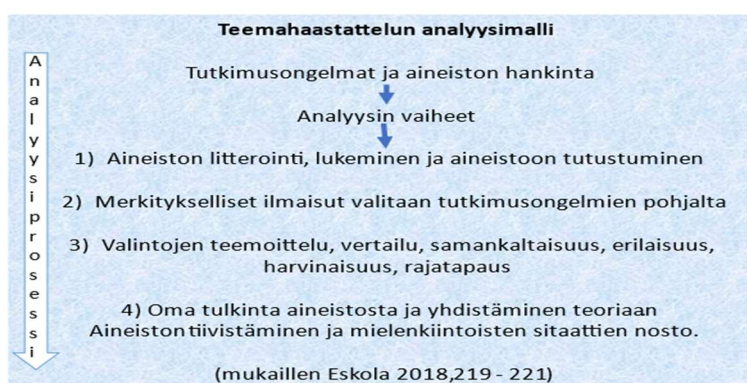 Teemahaastattelun analyysimalli
Analyysiprosessi
Tutkimusongelmat ja aineiston hankinta
Analyysin vaiheet
1) Aineiston litterointi, lukeminen ja aineistoon tutustuminen
2) Merkitykselliset ilmaisut valitaan tutkimusongelmien pohjalta
3) Valintojen teemoittelu, vertailu, samankaltaisuus, erilaisuus,
harvinaisuus, rajatapaus
4) Oma tulkinta aineistosta ja yhdistäminen teoriaan
Aineiston tiivistäminen ja mielenkiintoisten sitaattien nosto.
(mukaillen Eskola 2018,219 - 221)